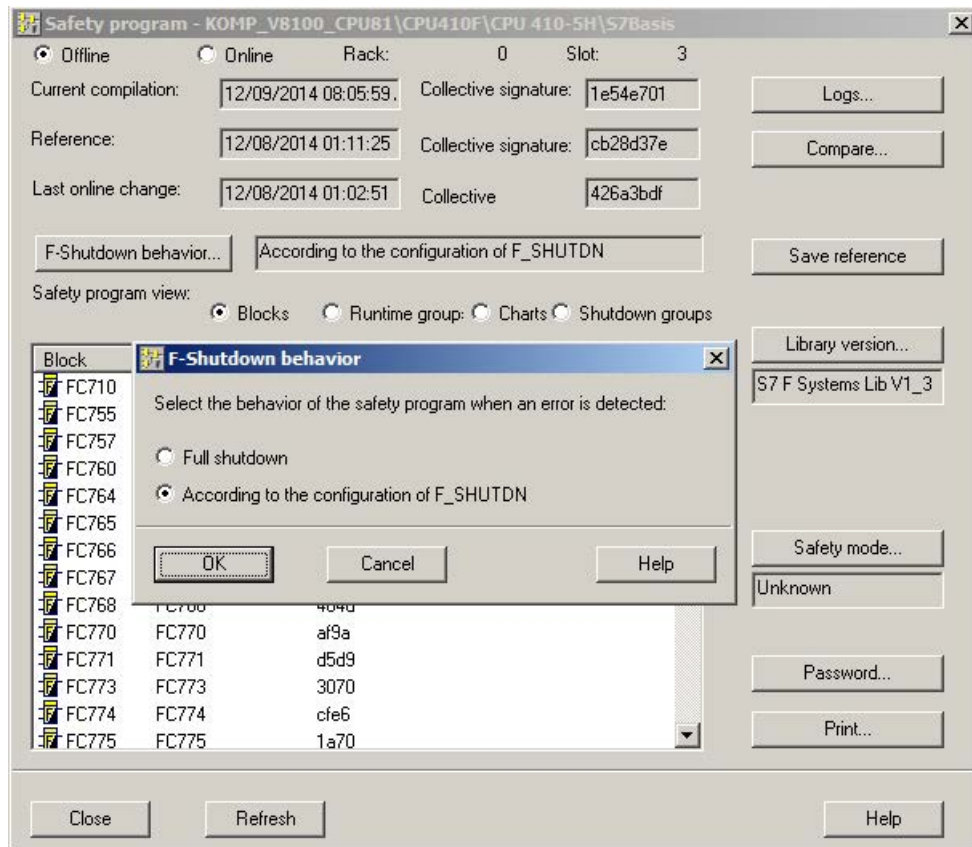 Safety program - KOMP_V8100_CPU81\CPU410F\CPU 410-5H\S7Basis
Offline Online Rack: 0 Slot: 3
Current compilation: 12/09/2014 08:05:59. Collective signature: 1e54e701 Logs...
Reference: 12/08/2014 01:11:25 Collective signature: cb28d37e Compare...
Last online change: 12/08/2014 01:02:51 Collective 426a3bdf
F-Shutdown behavior... According to the configuration of F_SHUTDN Save reference
Safety program view:
Blocks Runtime group: Charts Shutdown groups
Library version...
S7 F Systems Lib V1_3
Block
FC710
FC755
FC757
FC760
FC764
FC765
FC766
FC767
FC768
FC770 FC770 af9a
FC771 FC771 d5d9
FC773 FC773 3070
FC774 FC774 cfe6
FC775 FC775 1a70
F-Shutdown behavior
Select the behavior of the safety program when an error is detected:
Full shutdown
According to the configuration of F_SHUTDN
OK Cancel Help
Safety mode...
Unknown
Password...
Print...
Close Refresh Help